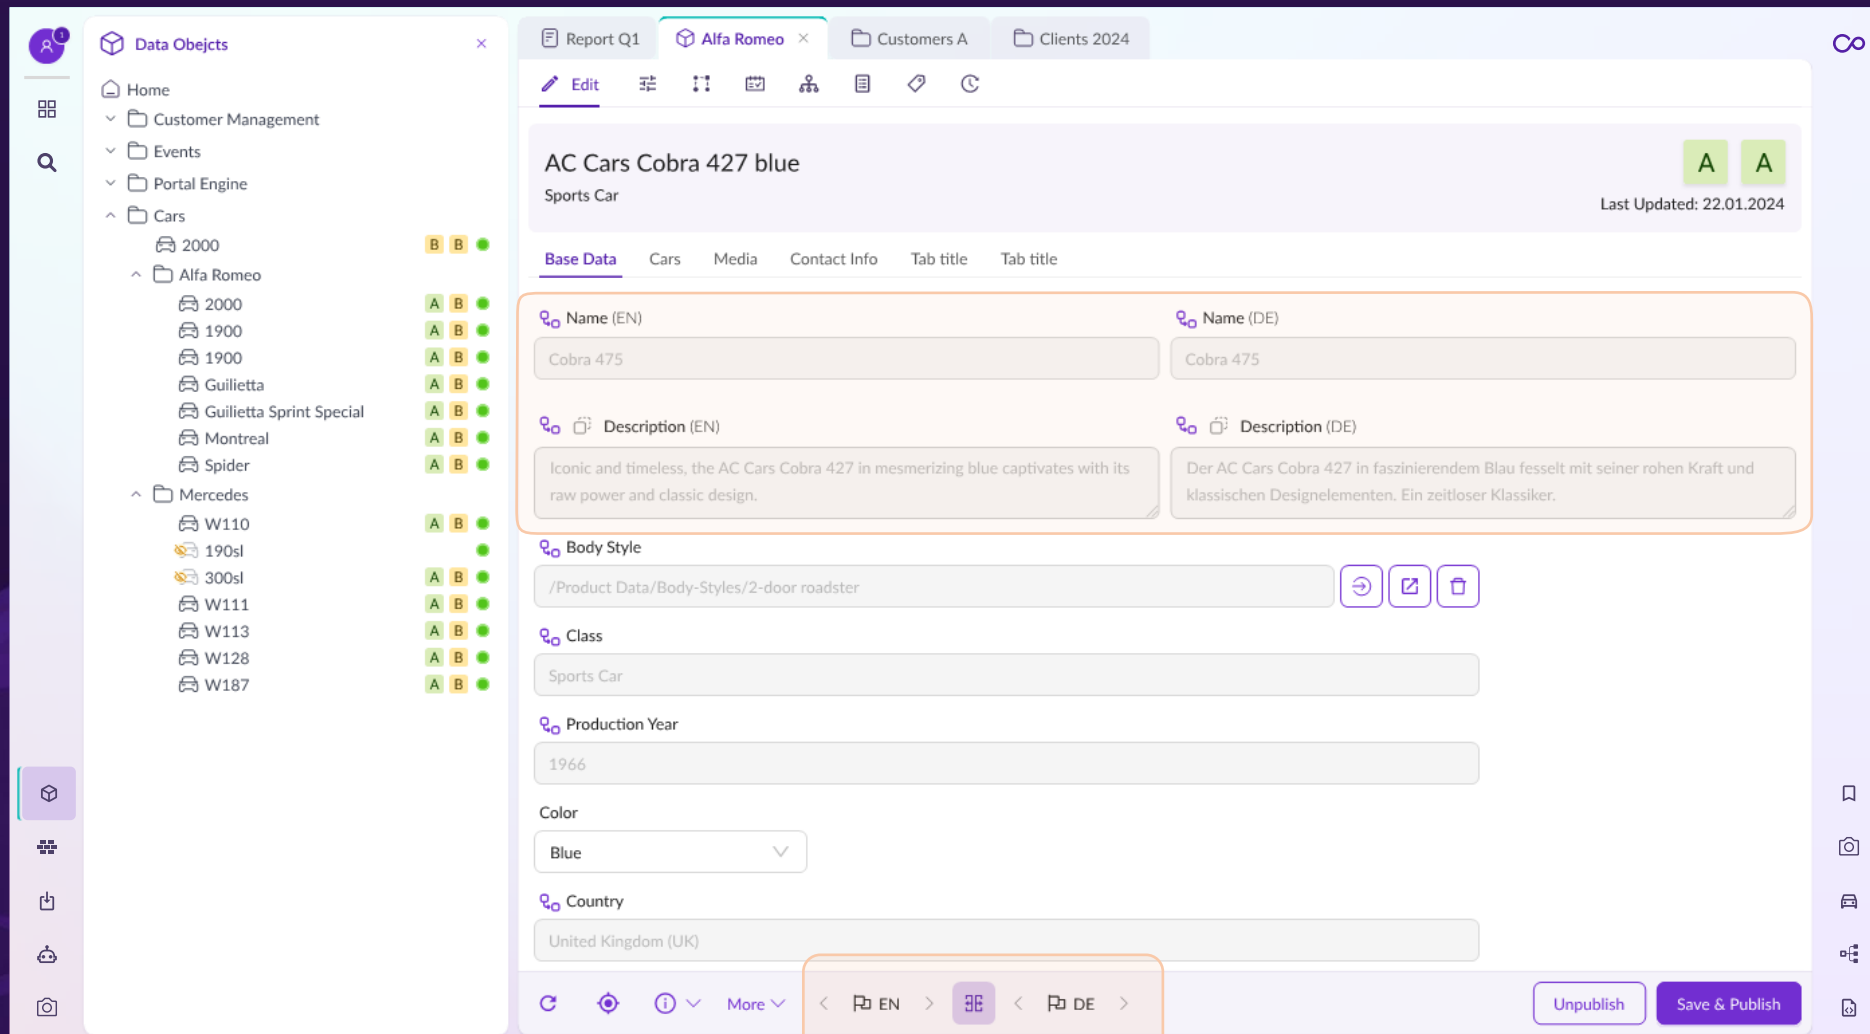 1
Data Obejcts
Home
Customer Management
Events
Portal Engine
Cars
2000 B B
Alfa Romeo
2000 A B
1900 A B
1900 A B
Guilietta A B
Guilietta Sprint Special A B
Montreal A B
Spider A B
Mercedes
W110 A B
190sl
300sl A B
W111 A B
W113 A B
W128 A B
W187 A B
Report Q1
Alfa Romeo
Customers A
Clients 2024
Edit
AC Cars Cobra 427 blue
Sports Car
A A
Last Updated: 22.01.2024
Base Data
Cars
Media
Contact Info
Tab title
Tab title
Name (EN)
Cobra 475
Name (DE)
Cobra 475
Description (EN)
Iconic and timeless, the AC Cars Cobra 427 in mesmerizing blue captivates with its
raw power and classic design.
Description (DE)
Der AC Cars Cobra 427 in faszinierendem Blau fesselt mit seiner rohen Kraft und
klassischen Designelementen. Ein zeitloser Klassiker.
Body Style
/Product Data/Body-Styles/2-door roadster
Class
Sports Car
Production Year
1966
Color
Blue
Country
United Kingdom (UK)
More
EN
DE
Unpublish
Save & Publish